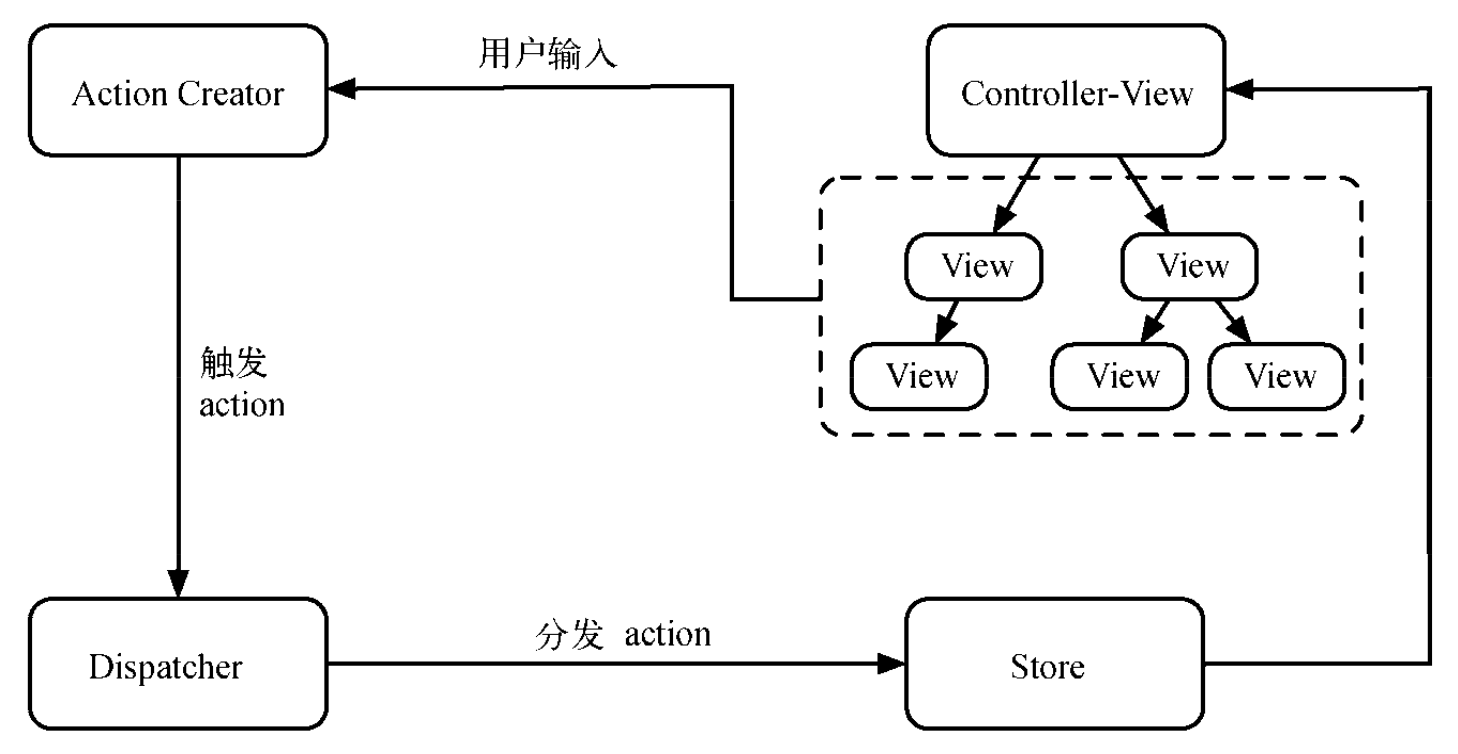 用户输入
Action Creator
Controller-View
View
View
View
View
View
触发
action
分发 action
Dispatcher
Store